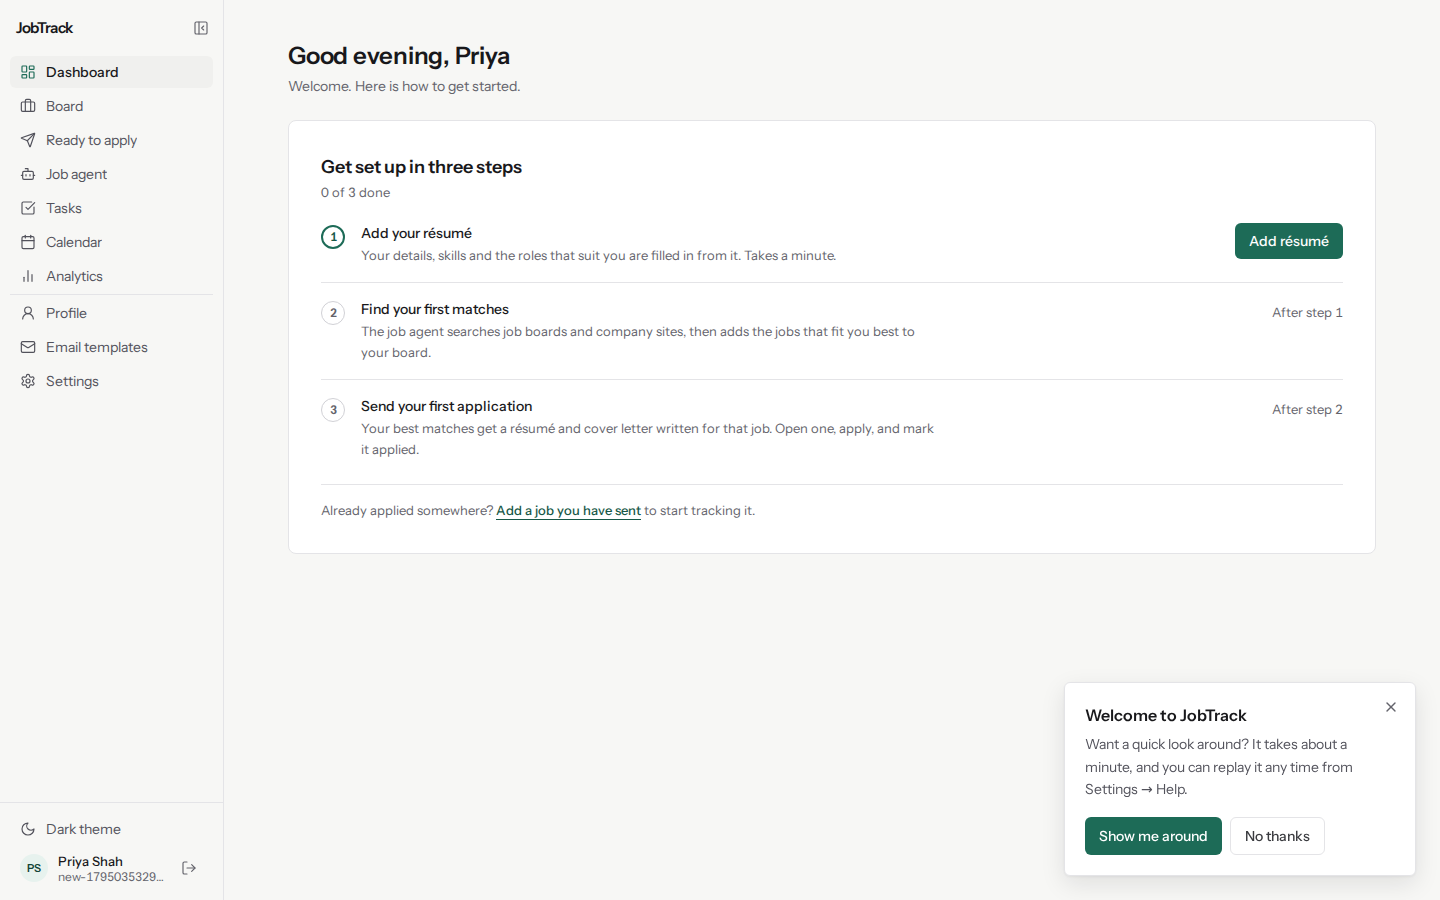 JobTrack
Dashboard
Board
Ready to apply
Job agent
Tasks
Calendar
Analytics
Profile
Email templates
Settings
Dark theme
PS
Priya Shah
new-1795035329...
Good evening, Priya
Welcome. Here is how to get started.
Get set up in three steps
0 of 3 done
1
Add your résumé
Your details, skills and the roles that suit you are filled in from it. Takes a minute.
Add résumé
2
Find your first matches
The job agent searches job boards and company sites, then adds the jobs that fit you best to
your board.
After step 1
3
Send your first application
Your best matches get a résumé and cover letter written for that job. Open one, apply, and mark
it applied.
After step 2
Already applied somewhere? Add a job you have sent to start tracking it.
Welcome to JobTrack
Want a quick look around? It takes about a
minute, and you can replay it any time from
Settings → Help.
Show me around
No thanks